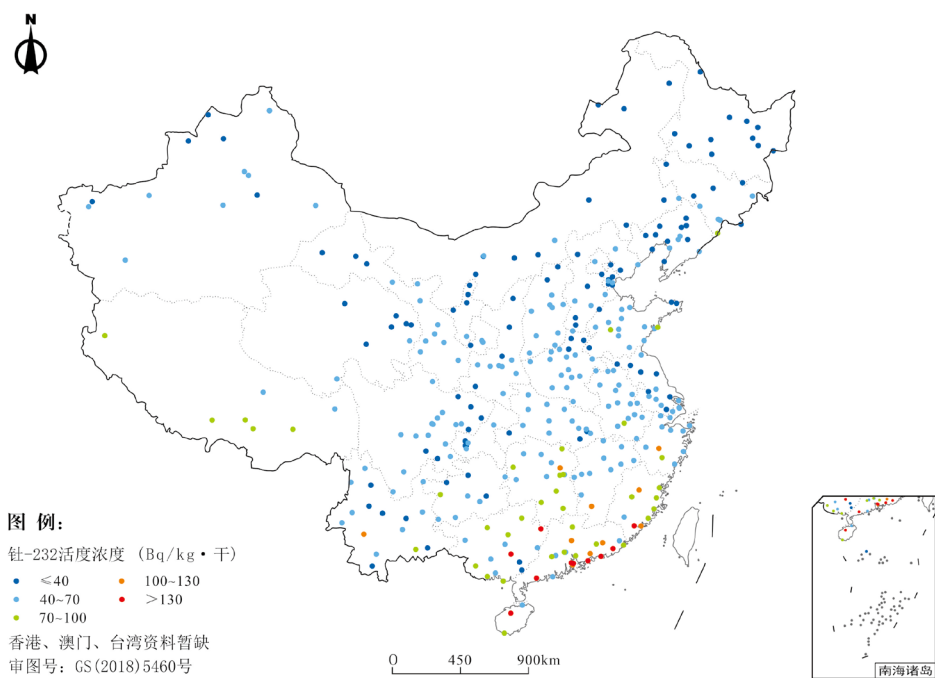 N
图 例:
钍-232活度浓度 (Bq/kg·干)
≤40
100~130
40~70
>130
70~100
香港、澳门、台湾资料暂缺
审图号: GS(2018)5460号
0 450 900km
南海诸岛